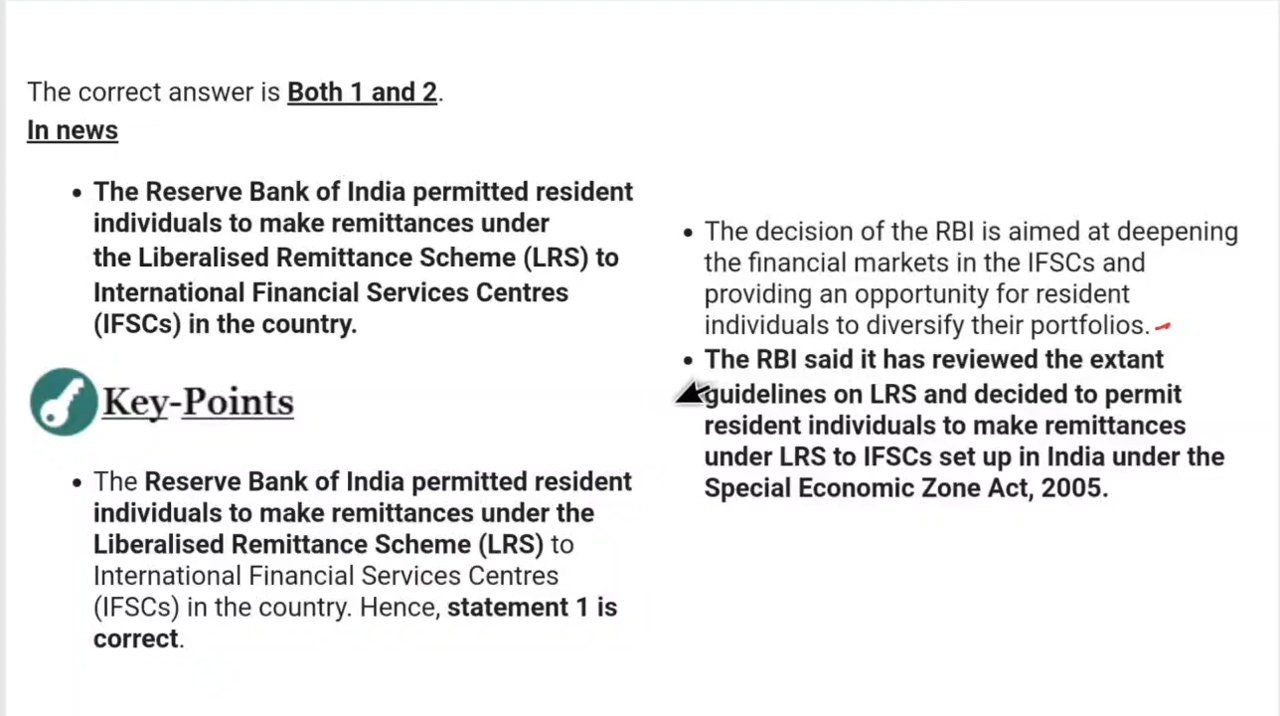 The correct answer is Both 1 and 2.
In news
• The Reserve Bank of India permitted resident
individuals to make remittances under
the Liberalised Remittance Scheme (LRS) to
International Financial Services Centres
(IFSCs) in the country.
Key-Points
• The Reserve Bank of India permitted resident
individuals to make remittances under the
Liberalised Remittance Scheme (LRS) to
International Financial Services Centres
(IFSCs) in the country. Hence, statement 1 is
correct.
• The decision of the RBI is aimed at deepening
the financial markets in the IFSCs and
providing an opportunity for resident
individuals to diversify their portfolios.
• The RBI said it has reviewed the extant
guidelines on LRS and decided to permit
resident individuals to make remittances
under LRS to IFSCs set up in India under the
Special Economic Zone Act, 2005.